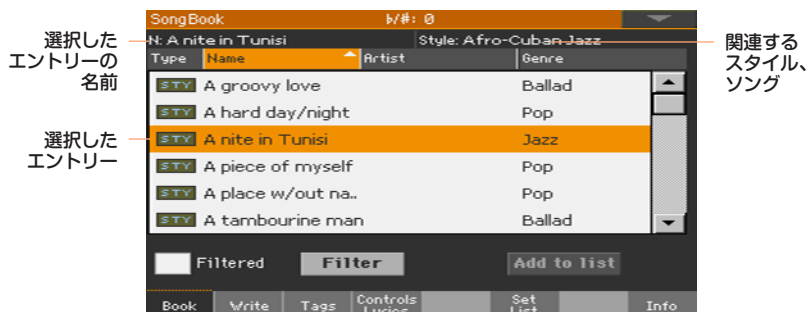 SongBook ♭/#: 0
N: A nite in Tunisi Style: Afro-Cuban Jazz
Type Name Artist Genre
STY A groovy love Ballad
STY A hard day/night Pop
STY A nite in Tunisi Jazz
STY A piece of myself Pop
STY A place w/out na.. Pop
STY A tambourine man Ballad
Filtered Filter Add to list
Book Write Tags Controls Lyrics Set List Info
選択した
エントリーの
名前
選択した
エントリー
関連する
スタイル、
ソング